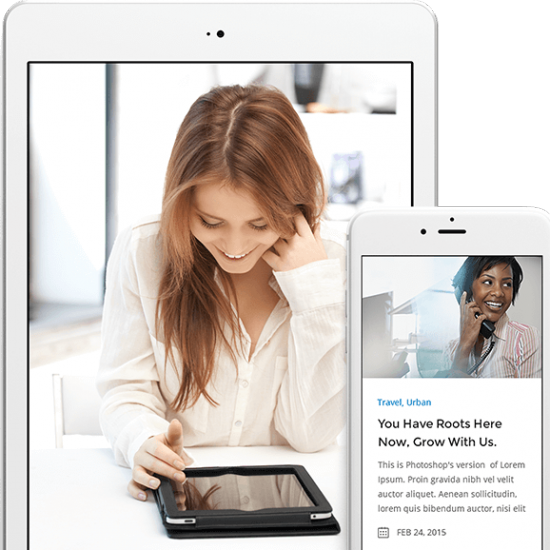 Travel, Urban
You Have Roots Here
Now, Grow With Us.
This is Photoshop's version of Lorem
Ipsum. Proin gravida nibh vel velit
auctor aliquet. Aenean sollicitudin,
lorem quis bibendum auctor, nisi elit
FEB 24, 2015